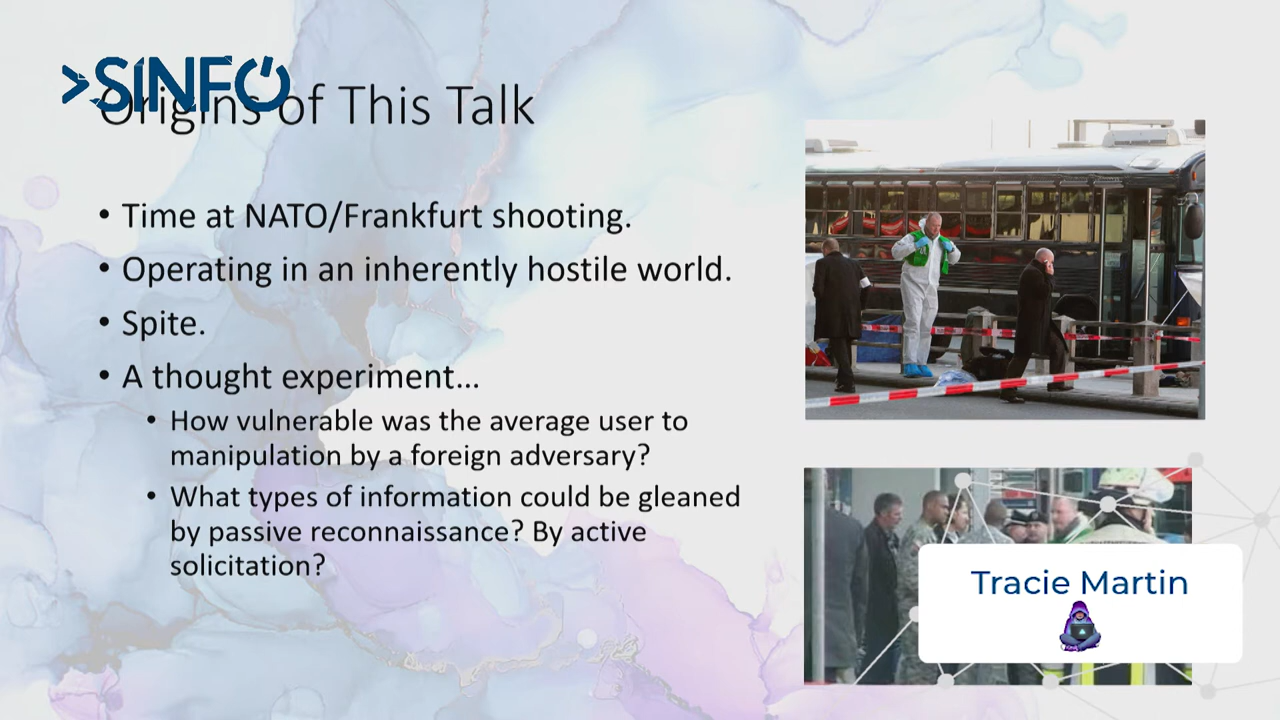 >SINFO
Origins of This Talk
• Time at NATO/Frankfurt shooting.
• Operating in an inherently hostile world.
• Spite.
• A thought experiment...
• How vulnerable was the average user to
manipulation by a foreign adversary?
• What types of information could be gleaned
by passive reconnaissance? By active
solicitation?
Tracie Martin